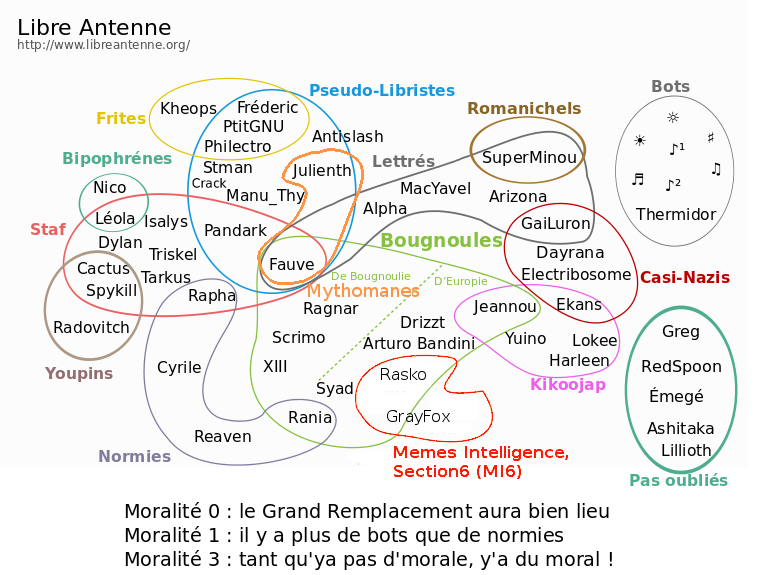 Libre Antenne
http://www.libreantenne.org/
Bots
Pseudo-Libristes
Frites
Kheops
Fréderic
PtitGNU
Philectro
Romanichels
☼
☀
♪¹
♯
♬
♪²
♫
Thermidor
Antislash
Bipophrénes
Lettrés
SuperMinou
Stman
Julienth
Crack
Manu_Thy
Nico
Léola
Isalys
MacYavel
Arizona
Alpha
Staf
Dylan
Pandark
GaiLuron
Bougnoules
Triskel
Dayrana
Cactus
Tarkus
Fauve
De Bougnoulie
D'Europie
Electribosome
Casi-Nazis
Spykill
Rapha
Mythomanes
Ragnar
Jeannou
Ekans
Radovitch
Drizzt
Scrimo
Arturo Bandini
Yuino
Lokee
Harleen
Greg
Youpins
Cyrile
XIII
Rasko
RedSpoon
Syad
Kikoojap
Émegé
Rania
GrayFox
Reaven
Ashitaka
Lillioth
Normies
Memes Intelligence,
Section6 (MI6)
Pas oubliés
Moralité 0 : le Grand Remplacement aura bien lieu
Moralité 1 : il y a plus de bots que de normies
Moralité 3 : tant qu'ya pas d'morale, y'a du moral !